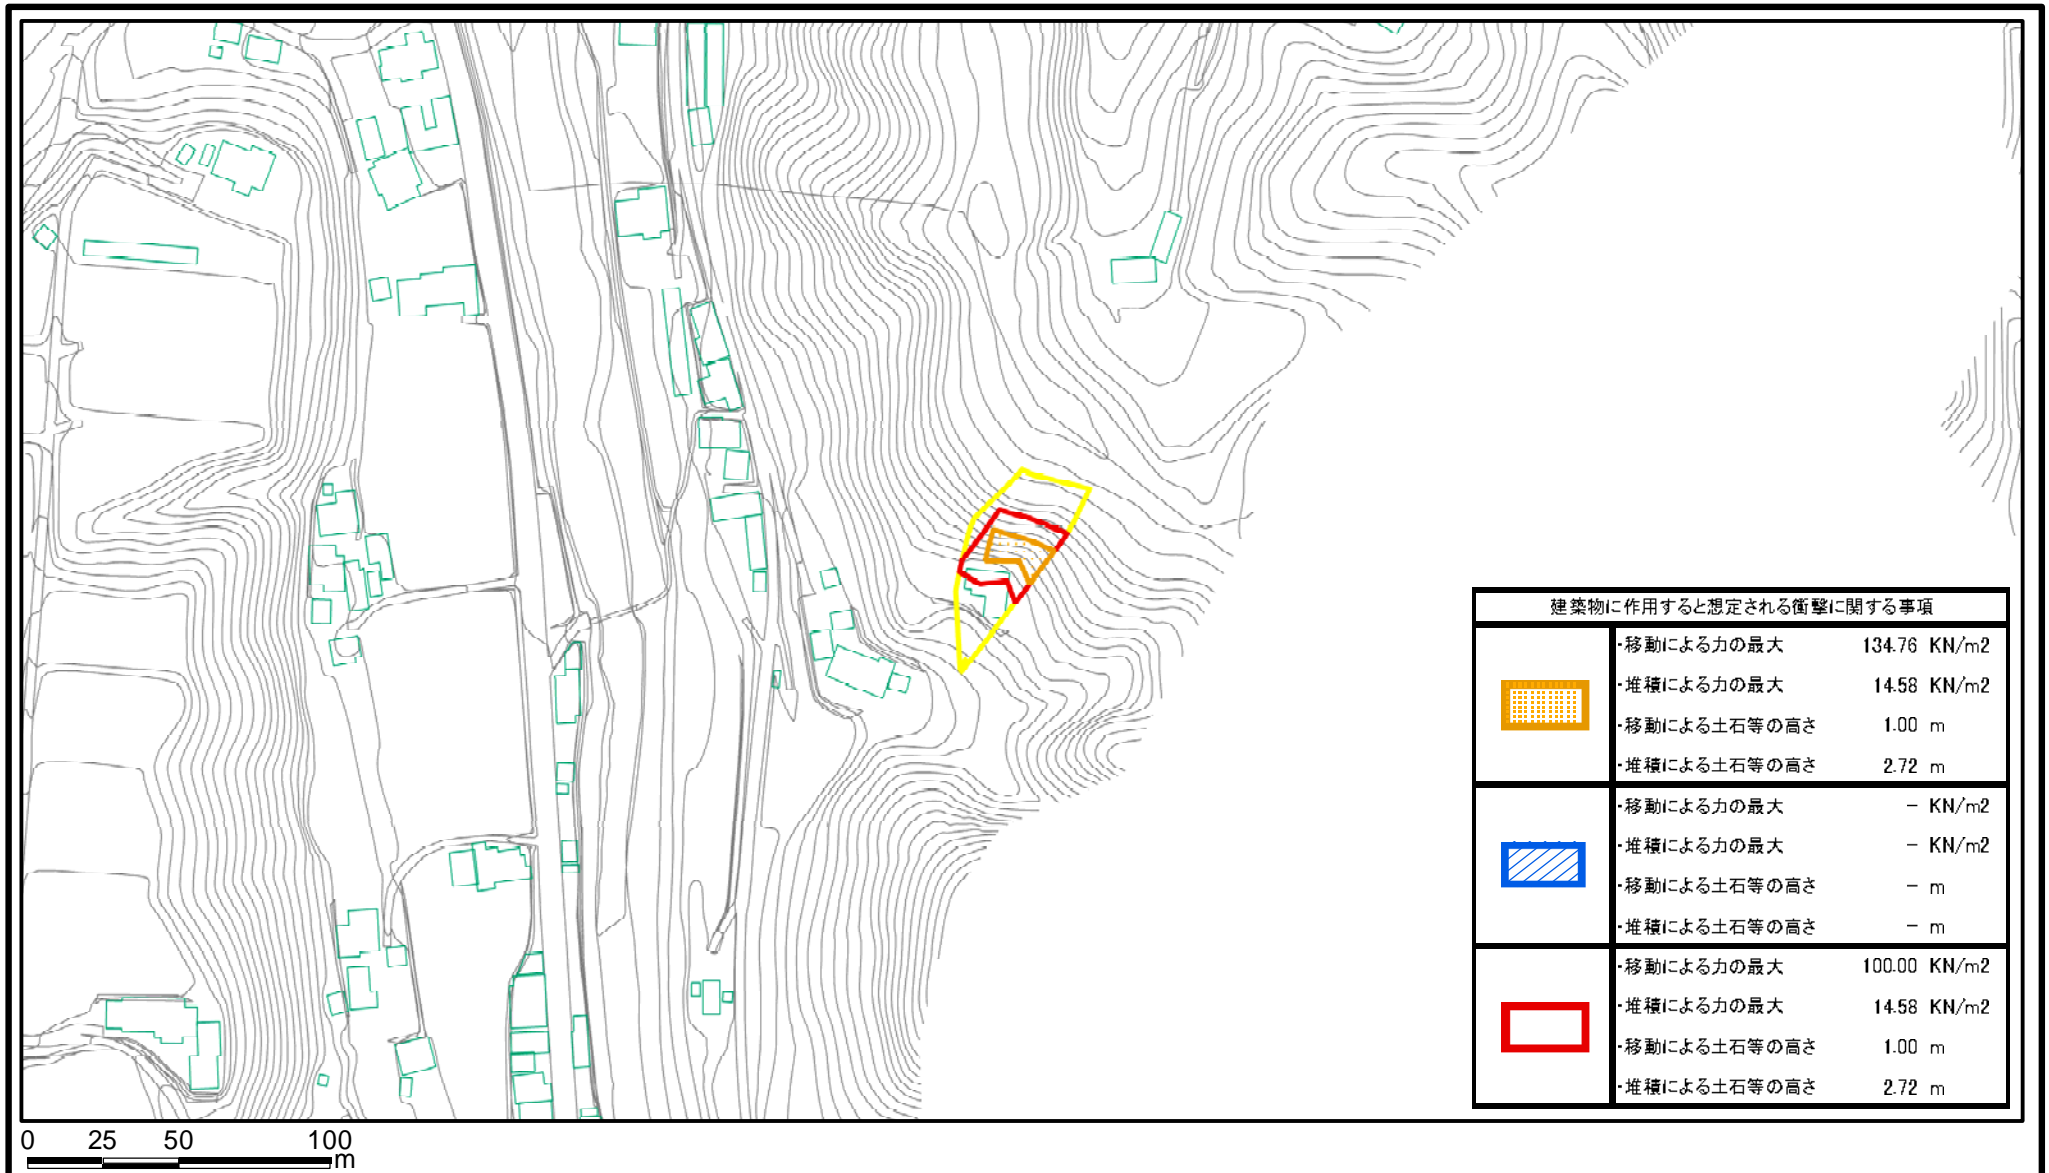 建築物に作用すると想定される衝撃に関する事項
・移動による力の最大 134.76 KN/m2
・堆積による力の最大 14.58 KN/m2
・移動による土石等の高さ 1.00 m
・堆積による土石等の高さ 2.72 m
・移動による力の最大 － KN/m2
・堆積による力の最大 － KN/m2
・移動による土石等の高さ － m
・堆積による土石等の高さ － m
・移動による力の最大 100.00 KN/m2
・堆積による力の最大 14.58 KN/m2
・移動による土石等の高さ 1.00 m
・堆積による土石等の高さ 2.72 m
0 25 50 100
m